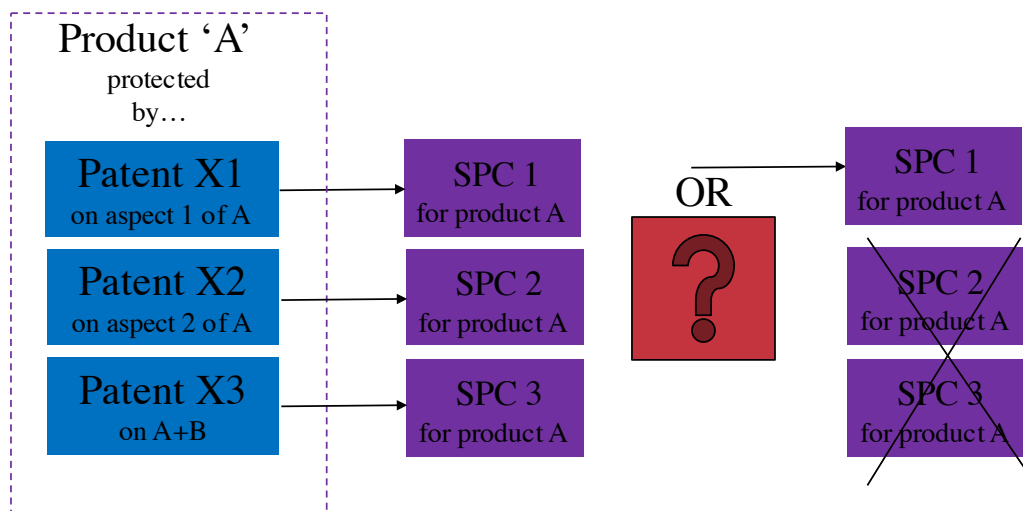 Product ‘A’
protected
by…
Patent X1
on aspect 1 of A
Patent X2
on aspect 2 of A
Patent X3
on A+B
SPC 1
for product A
SPC 2
for product A
SPC 3
for product A
OR
?
SPC 1
for product A
SPC 2
for product A
SPC 3
for product A